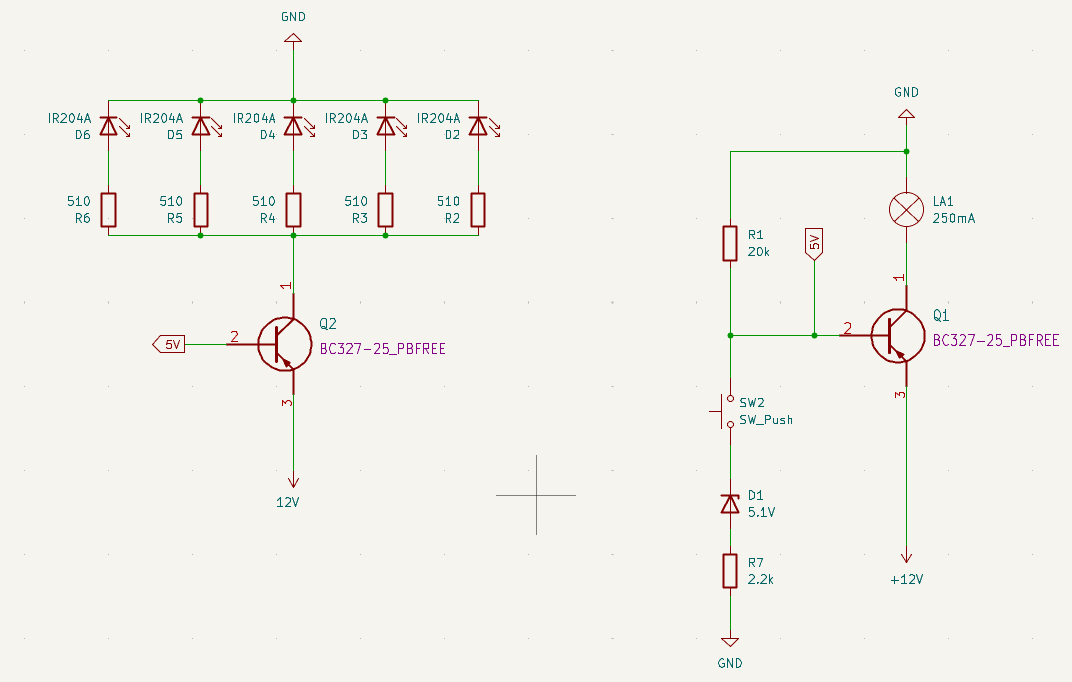 GND
IR204A
D6
IR204A
D5
IR204A
D4
IR204A
D3
IR204A
D2
510
R6
510
R5
510
R4
510
R3
510
R2
1
5V
2
Q2
BC327-25_PBFREE
3
12V
GND
LA1
250mA
R1
20k
5V
1
2
Q1
BC327-25_PBFREE
3
SW2
SW_Push
D1
5.1V
R7
2.2k
+12V
GND